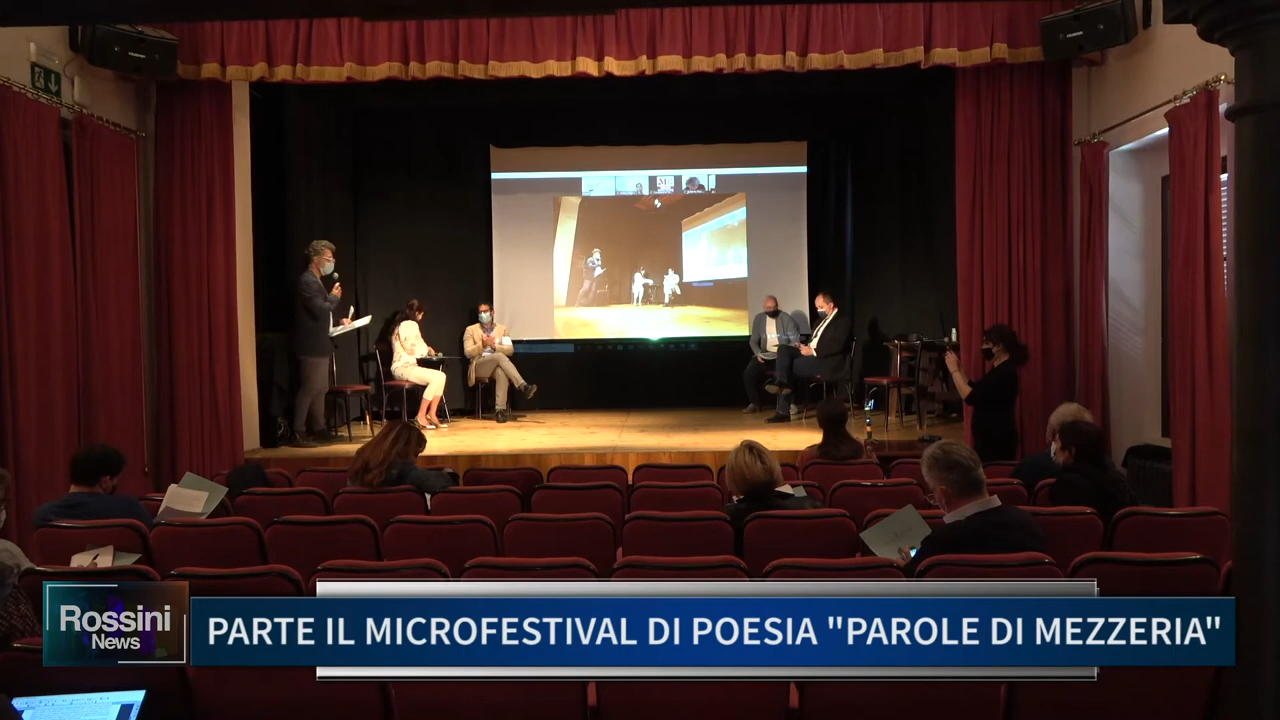 Rossini
News
PARTE IL MICROFESTIVAL DI POESIA "PAROLE DI MEZZERIA"